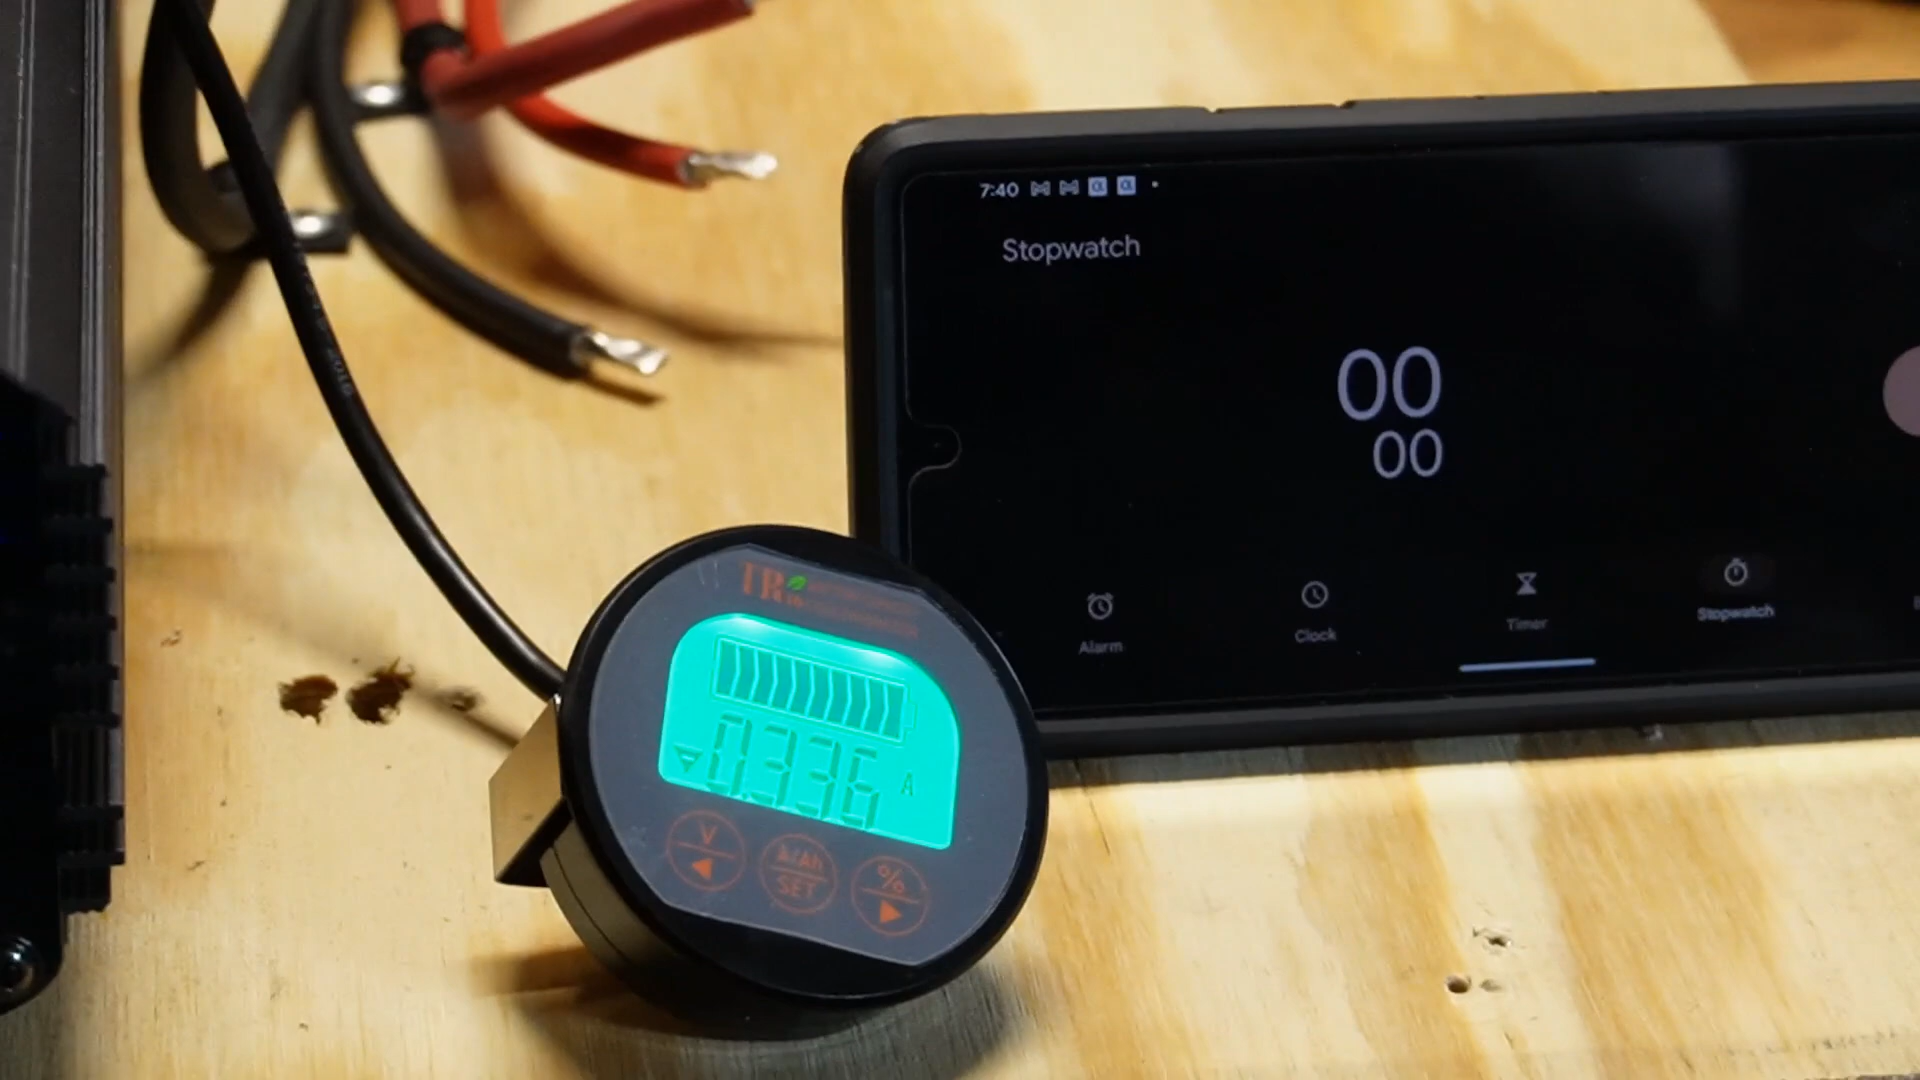 7:40
Stopwatch
00
00
Alarm
Clock
Timer
Stopwatch
TR
0.336 A
V
A/Ah
SET
%